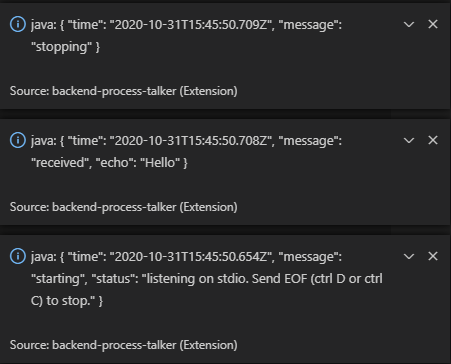 java: { "time": "2020-10-31T15:45:50.709Z", "message":
"stopping" }
Source: backend-process-talker (Extension)
java: { "time": "2020-10-31T15:45:50.708Z", "message":
"received", "echo": "Hello" }
Source: backend-process-talker (Extension)
java: { "time": "2020-10-31T15:45:50.654Z", "message":
"starting", "status": "listening on stdio. Send EOF (ctrl D or ctrl
C) to stop." }
Source: backend-process-talker (Extension)